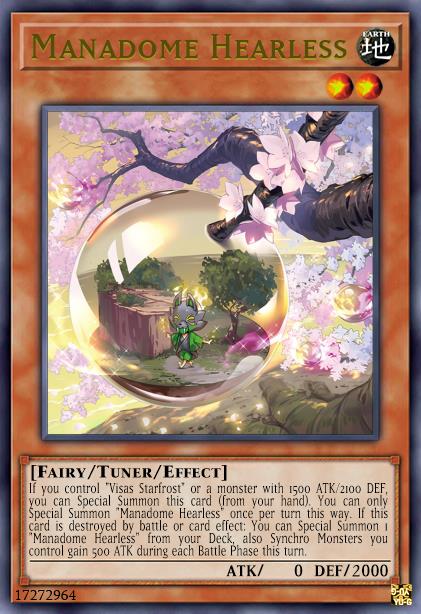 MANADOME HEARLESS
EARTH
地
[FAIRY/TUNER/EFFECT]
If you control "Visas Starfrost" or a monster with 1500 ATK/2100 DEF,
you can Special Summon this card (from your hand). You can only
Special Summon "Manadome Hearless" once per turn this way. If this
card is destroyed by battle or card effect: You can Special Summon 1
"Manadome Hearless" from your Deck, also Synchro Monsters you
control gain 500 ATK during each Battle Phase this turn.
ATK/ 0 DEF/2000
17272964